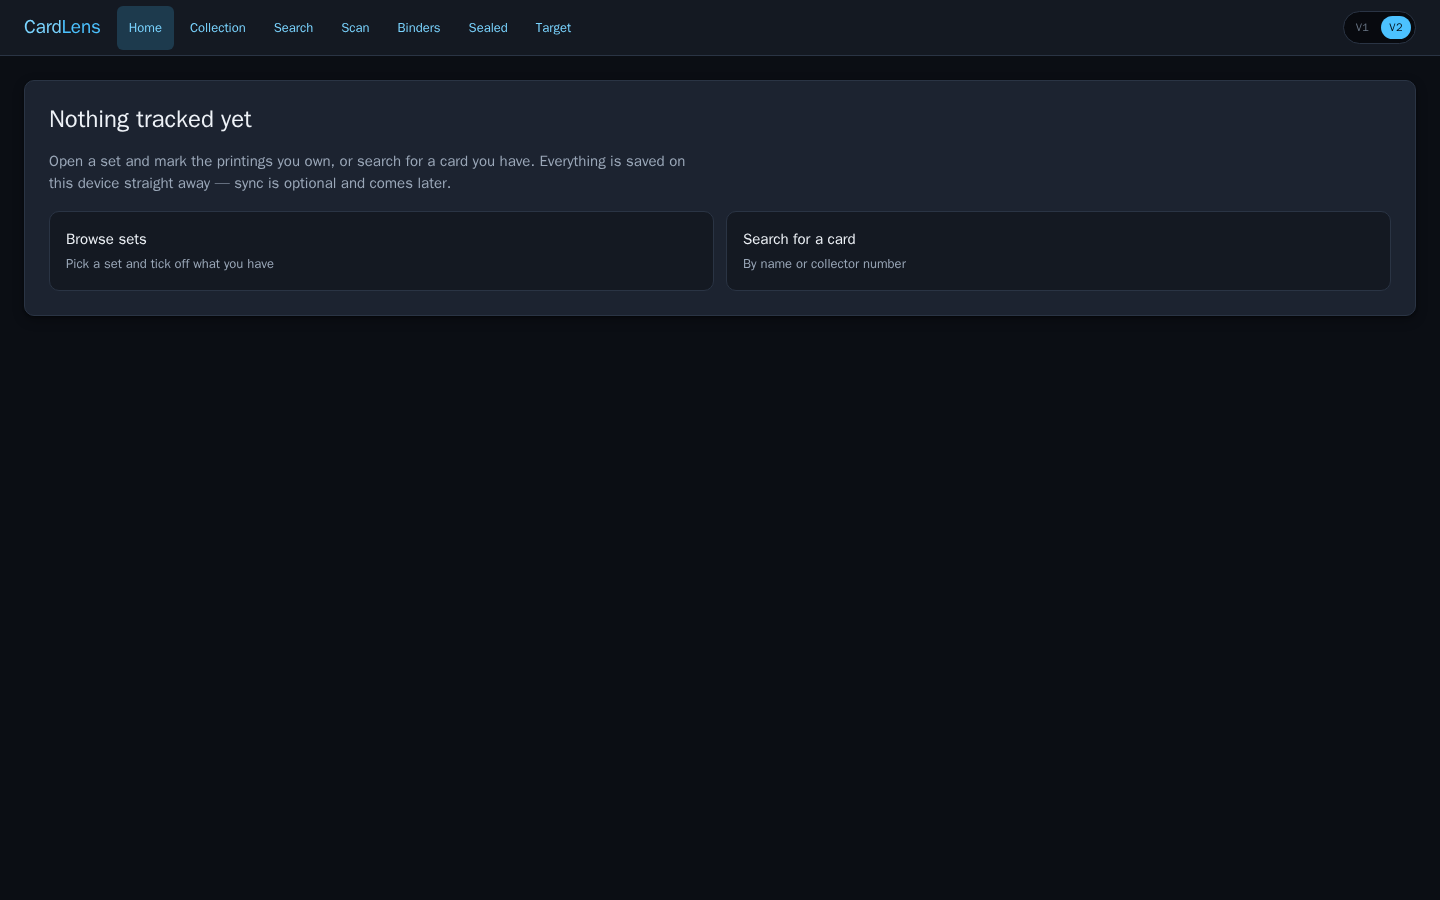 CardLens Home Collection Search Scan Binders Sealed Target V1 V2
Nothing tracked yet
Open a set and mark the printings you own, or search for a card you have. Everything is saved on
this device straight away — sync is optional and comes later.
Browse sets
Pick a set and tick off what you have
Search for a card
By name or collector number